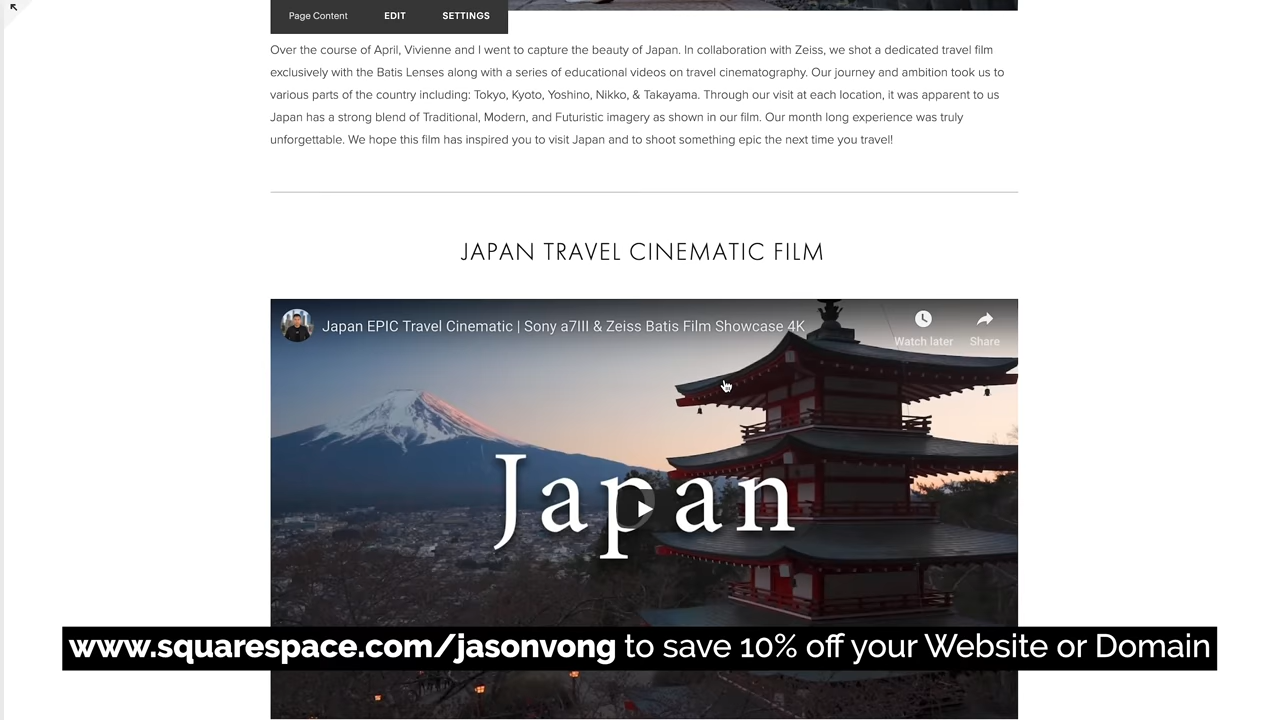 Page Content EDIT SETTINGS
Over the course of April, Vivienne and I went to capture the beauty of Japan. In collaboration with Zeiss, we shot a dedicated travel film
exclusively with the Batis Lenses along with a series of educational videos on travel cinematography. Our journey and ambition took us to
various parts of the country including: Tokyo, Kyoto, Yoshino, Nikko, & Takayama. Through our visit at each location, it was apparent to us
Japan has a strong blend of Traditional, Modern, and Futuristic imagery as shown in our film. Our month long experience was truly
unforgettable. We hope this film has inspired you to visit Japan and to shoot something epic the next time you travel!
JAPAN TRAVEL CINEMATIC FILM
Japan EPIC Travel Cinematic | Sony a7III & Zeiss Batis Film Showcase 4K
Watch later Share
Japan
www.squarespace.com/jasonvong to save 10% off your Website or Domain